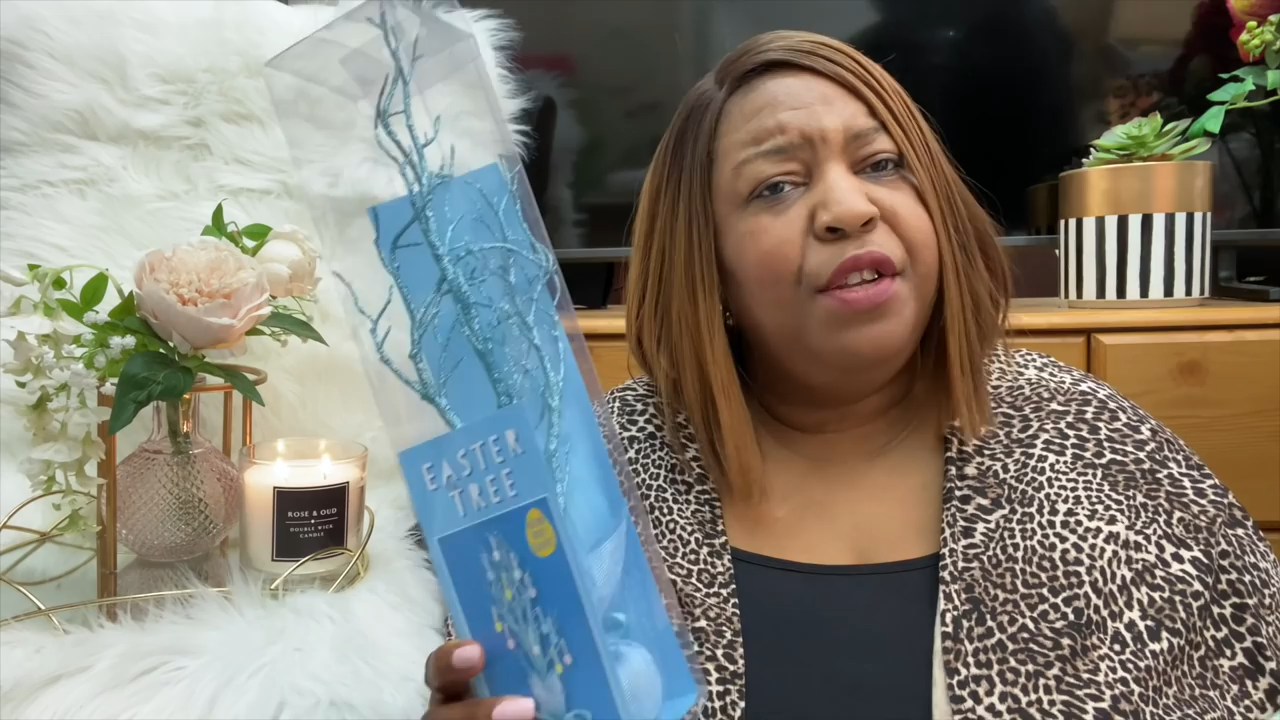 EASTER
TREE
ROSE & OUD
DOUBLE WICK
CANDLE